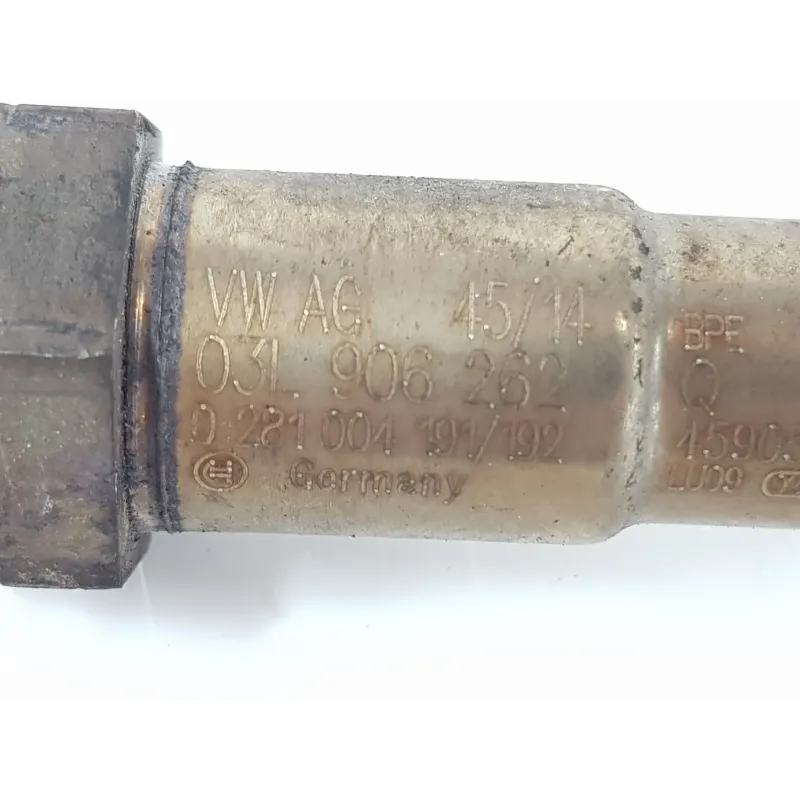 VW AG 45/14
03L 906 262
0 281 004 191/192
Germany
BPE
Q
LU09